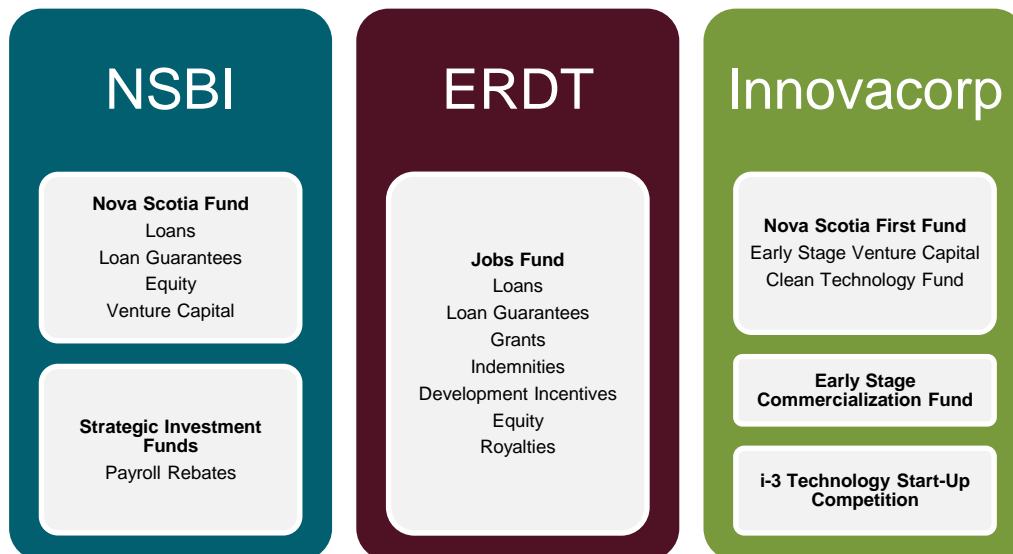 NSBI
Nova Scotia Fund
Loans
Loan Guarantees
Equity
Venture Capital
Strategic Investment
Funds
Payroll Rebates
ERDT
Jobs Fund
Loans
Loan Guarantees
Grants
Indemnities
Development Incentives
Equity
Royalties
Innovacorp
Nova Scotia First Fund
Early Stage Venture Capital
Clean Technology Fund
Early Stage
Commercialization Fund
i-3 Technology Start-Up
Competition